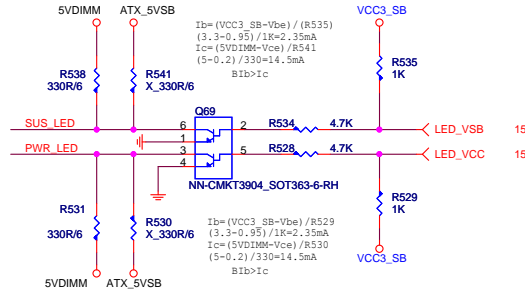 5VDIMM
ATX_5VSB
Ib=(VCC3_SB-Vbe)/(R535)
(3.3-0.95)/1K=2.35mA
Ic=(5VDIMM-Vce)/R541
(5-0.2)/330=14.5mA
BIb>Ic
VCC3_SB
R538
330R/6
R541
X_330R/6
R535
1K
Q69
SUS_LED
6
2
R534
4.7K
LED_VSB
15
1
PWR_LED
3
5
R528
4.7K
LED_VCC
15
4
NN-CMKT3904_SOT363-6-RH
R531
330R/6
R530
X_330R/6
R529
1K
Ib=(VCC3_SB-Vbe)/R529
(3.3-0.95)/1K=2.35mA
Ic=(5VDIMM-Vce)/R530
(5-0.2)/330=14.5mA
BIb>Ic
VCC3_SB
5VDIMM
ATX_5VSB